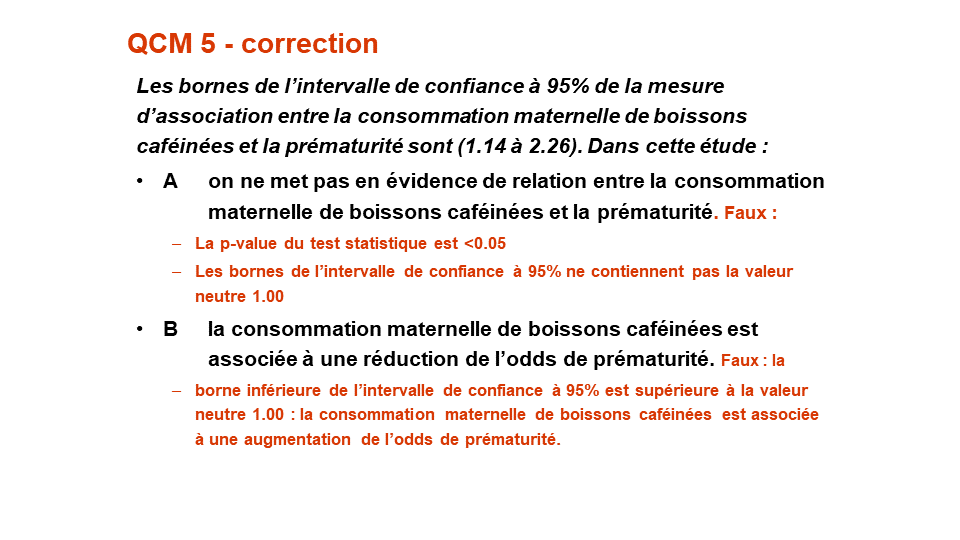 QCM 5 - correction
Les bornes de l’intervalle de confiance à 95% de la mesure
d’association entre la consommation maternelle de boissons
caféinées et la prématurité sont (1.14 à 2.26). Dans cette étude :
• A on ne met pas en évidence de relation entre la consommation
maternelle de boissons caféinées et la prématurité. Faux :
– La p-value du test statistique est <0.05
– Les bornes de l’intervalle de confiance à 95% ne contiennent pas la valeur
neutre 1.00
• B la consommation maternelle de boissons caféinées est
associée à une réduction de l’odds de prématurité. Faux : la
– borne inférieure de l’intervalle de confiance à 95% est supérieure à la valeur
neutre 1.00 : la consommation maternelle de boissons caféinées est associée
à une augmentation de l’odds de prématurité.